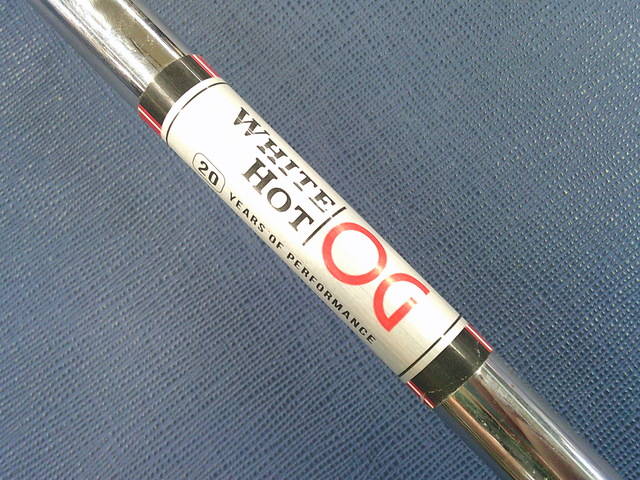 WHITE
HOT
OG
20 YEARS OF PERFORMANCE